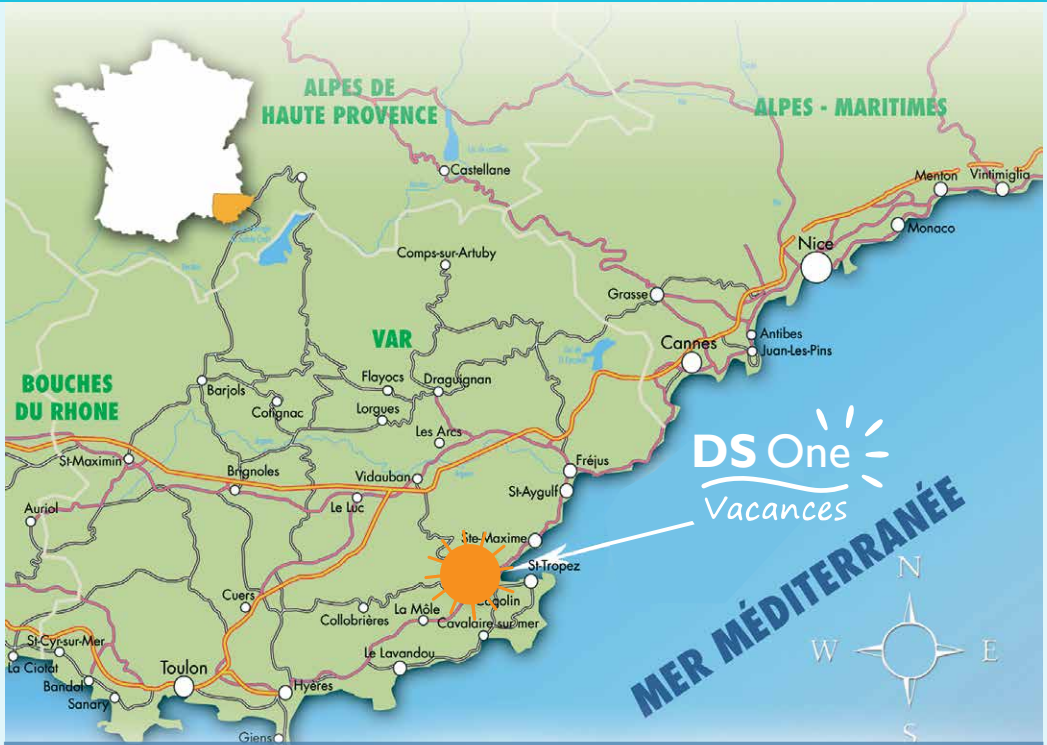 ALPES DE
HAUTE PROVENCE
ALPES - MARITIMES
Castellane
Menton
Vintimiglia
Monaco
Nice
Comps-sur-Artuby
Grasse
VAR
Antibes
Juan-Les-Pins
Cannes
BOUCHES
DU RHONE
Barjols
Flayocs
Draguignan
Cotignac
Lorgues
Les Arcs
St-Maximin
Brignoles
Vidauban
Fréjus
DS One
Vacances
Le Luc
St-Aygulf
Auriol
Argens
Ste-Maxime
St-Tropez
MER MÉDITERRANÉE
Cuers
Collobrières
La Môle
Cavalaire sur mer
St-Cyr-sur-Mer
La Ciotat
Bandol
Sanary
Toulon
Hyères
Le Lavandou
Giens
N
W
E
S